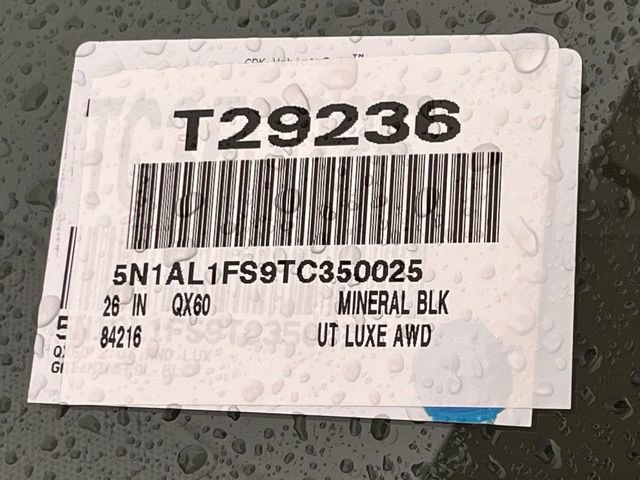 T29236
5N1AL1FS9TC350025
26 IN QX60 MINERAL BLK
84216 UT LUXE AWD